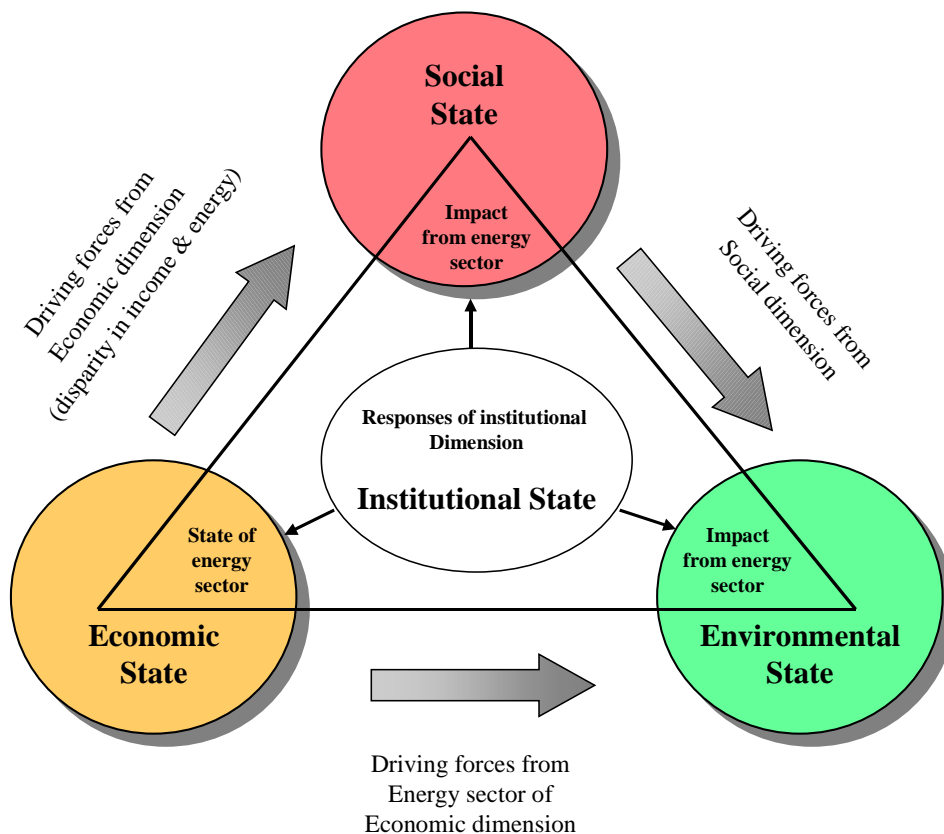 Social
State
Impact
from energy
sector
Driving forces from
Economic dimension
(disparity in income & energy)
Driving forces from
Social dimension
Responses of institutional
Dimension
Institutional State
State of
energy
sector
Economic
State
Impact
from energy
sector
Environmental
State
Driving forces from
Energy sector of
Economic dimension